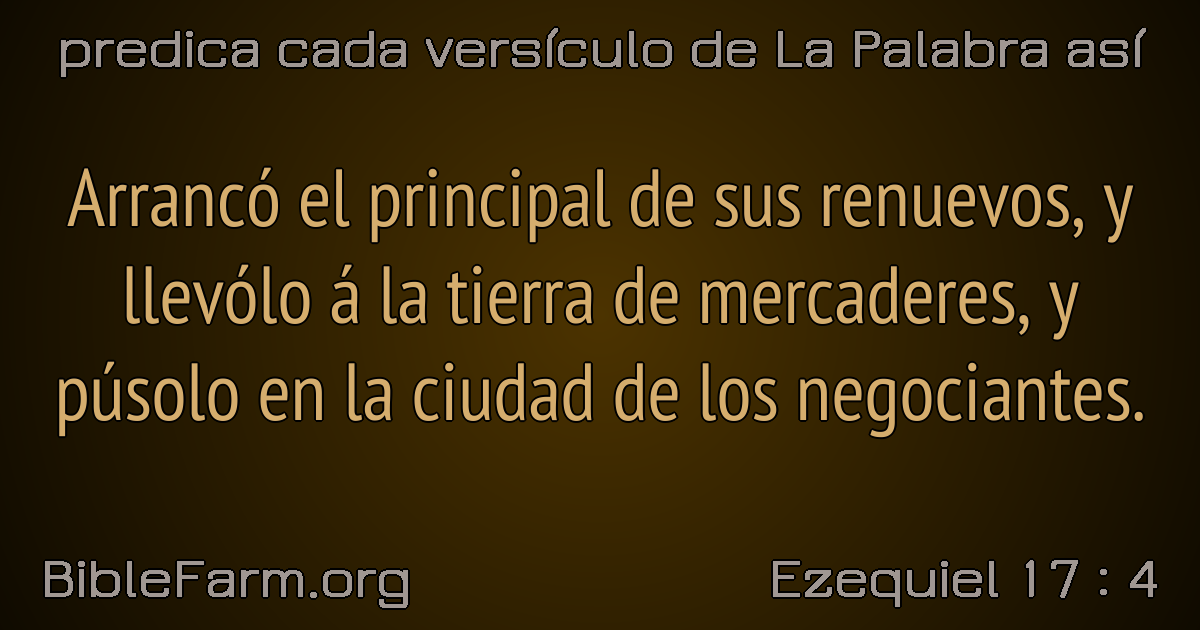 predica cada versículo de La Palabra así
Arrancó el principal de sus renuevos, y
llevólo á la tierra de mercaderes, y
púsolo en la ciudad de los negociantes.
BibleFarm.org
Ezequiel 17 : 4